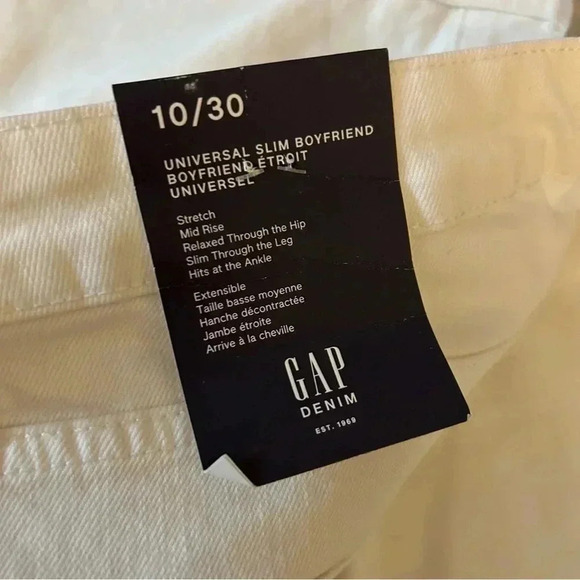 10/30
UNIVERSAL SLIM BOYFRIEND
BOYFRIEND ÉTROIT
UNIVERSEL
Stretch
Mid Rise
Relaxed Through the Hip
Slim Through the Leg
Hits at the Ankle
Extensible
Taille basse moyenne
Hanche décontractée
Jambe étroite
Arrive à la cheville
GAP
DENIM
EST. 1969